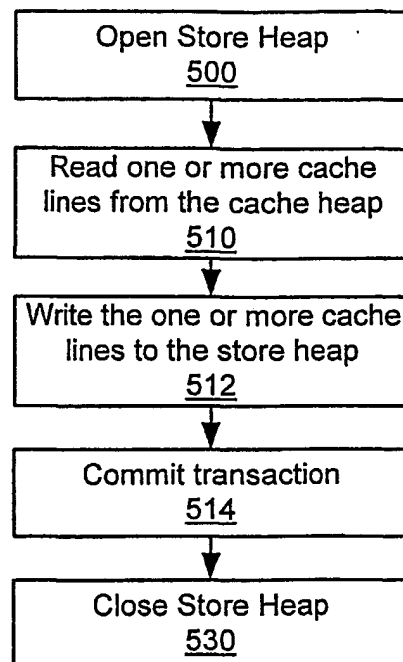 Open Store Heap
500
Read one or more cache
lines from the cache heap
510
Write the one or more cache
lines to the store heap
512
Commit transaction
514
Close Store Heap
530